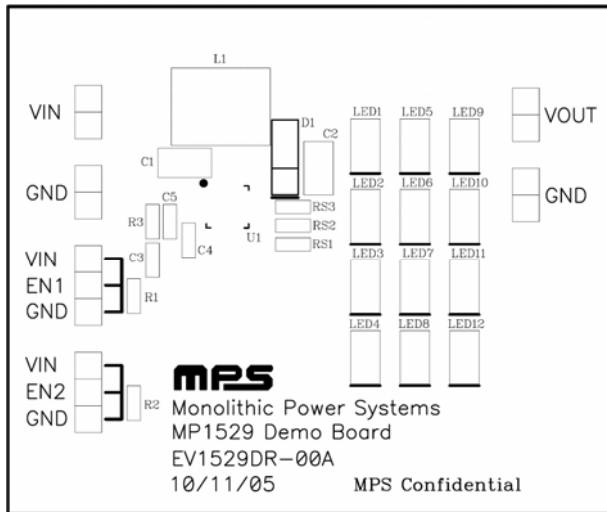 L1
VIN
LED1 LED5 LED9
VOUT
D1
C2
C1
GND
LED2 LED6 LED10
GND
C5
R3
RS3
RS2
U1
RS1
C4
C3
VIN
LED3 LED7 LED11
EN1
R1
GND
LED4 LED8 LED12
VIN
EN2
R2
GND
mps
Monolithic Power Systems
MP1529 Demo Board
EV1529DR-00A
10/11/05 MPS Confidential